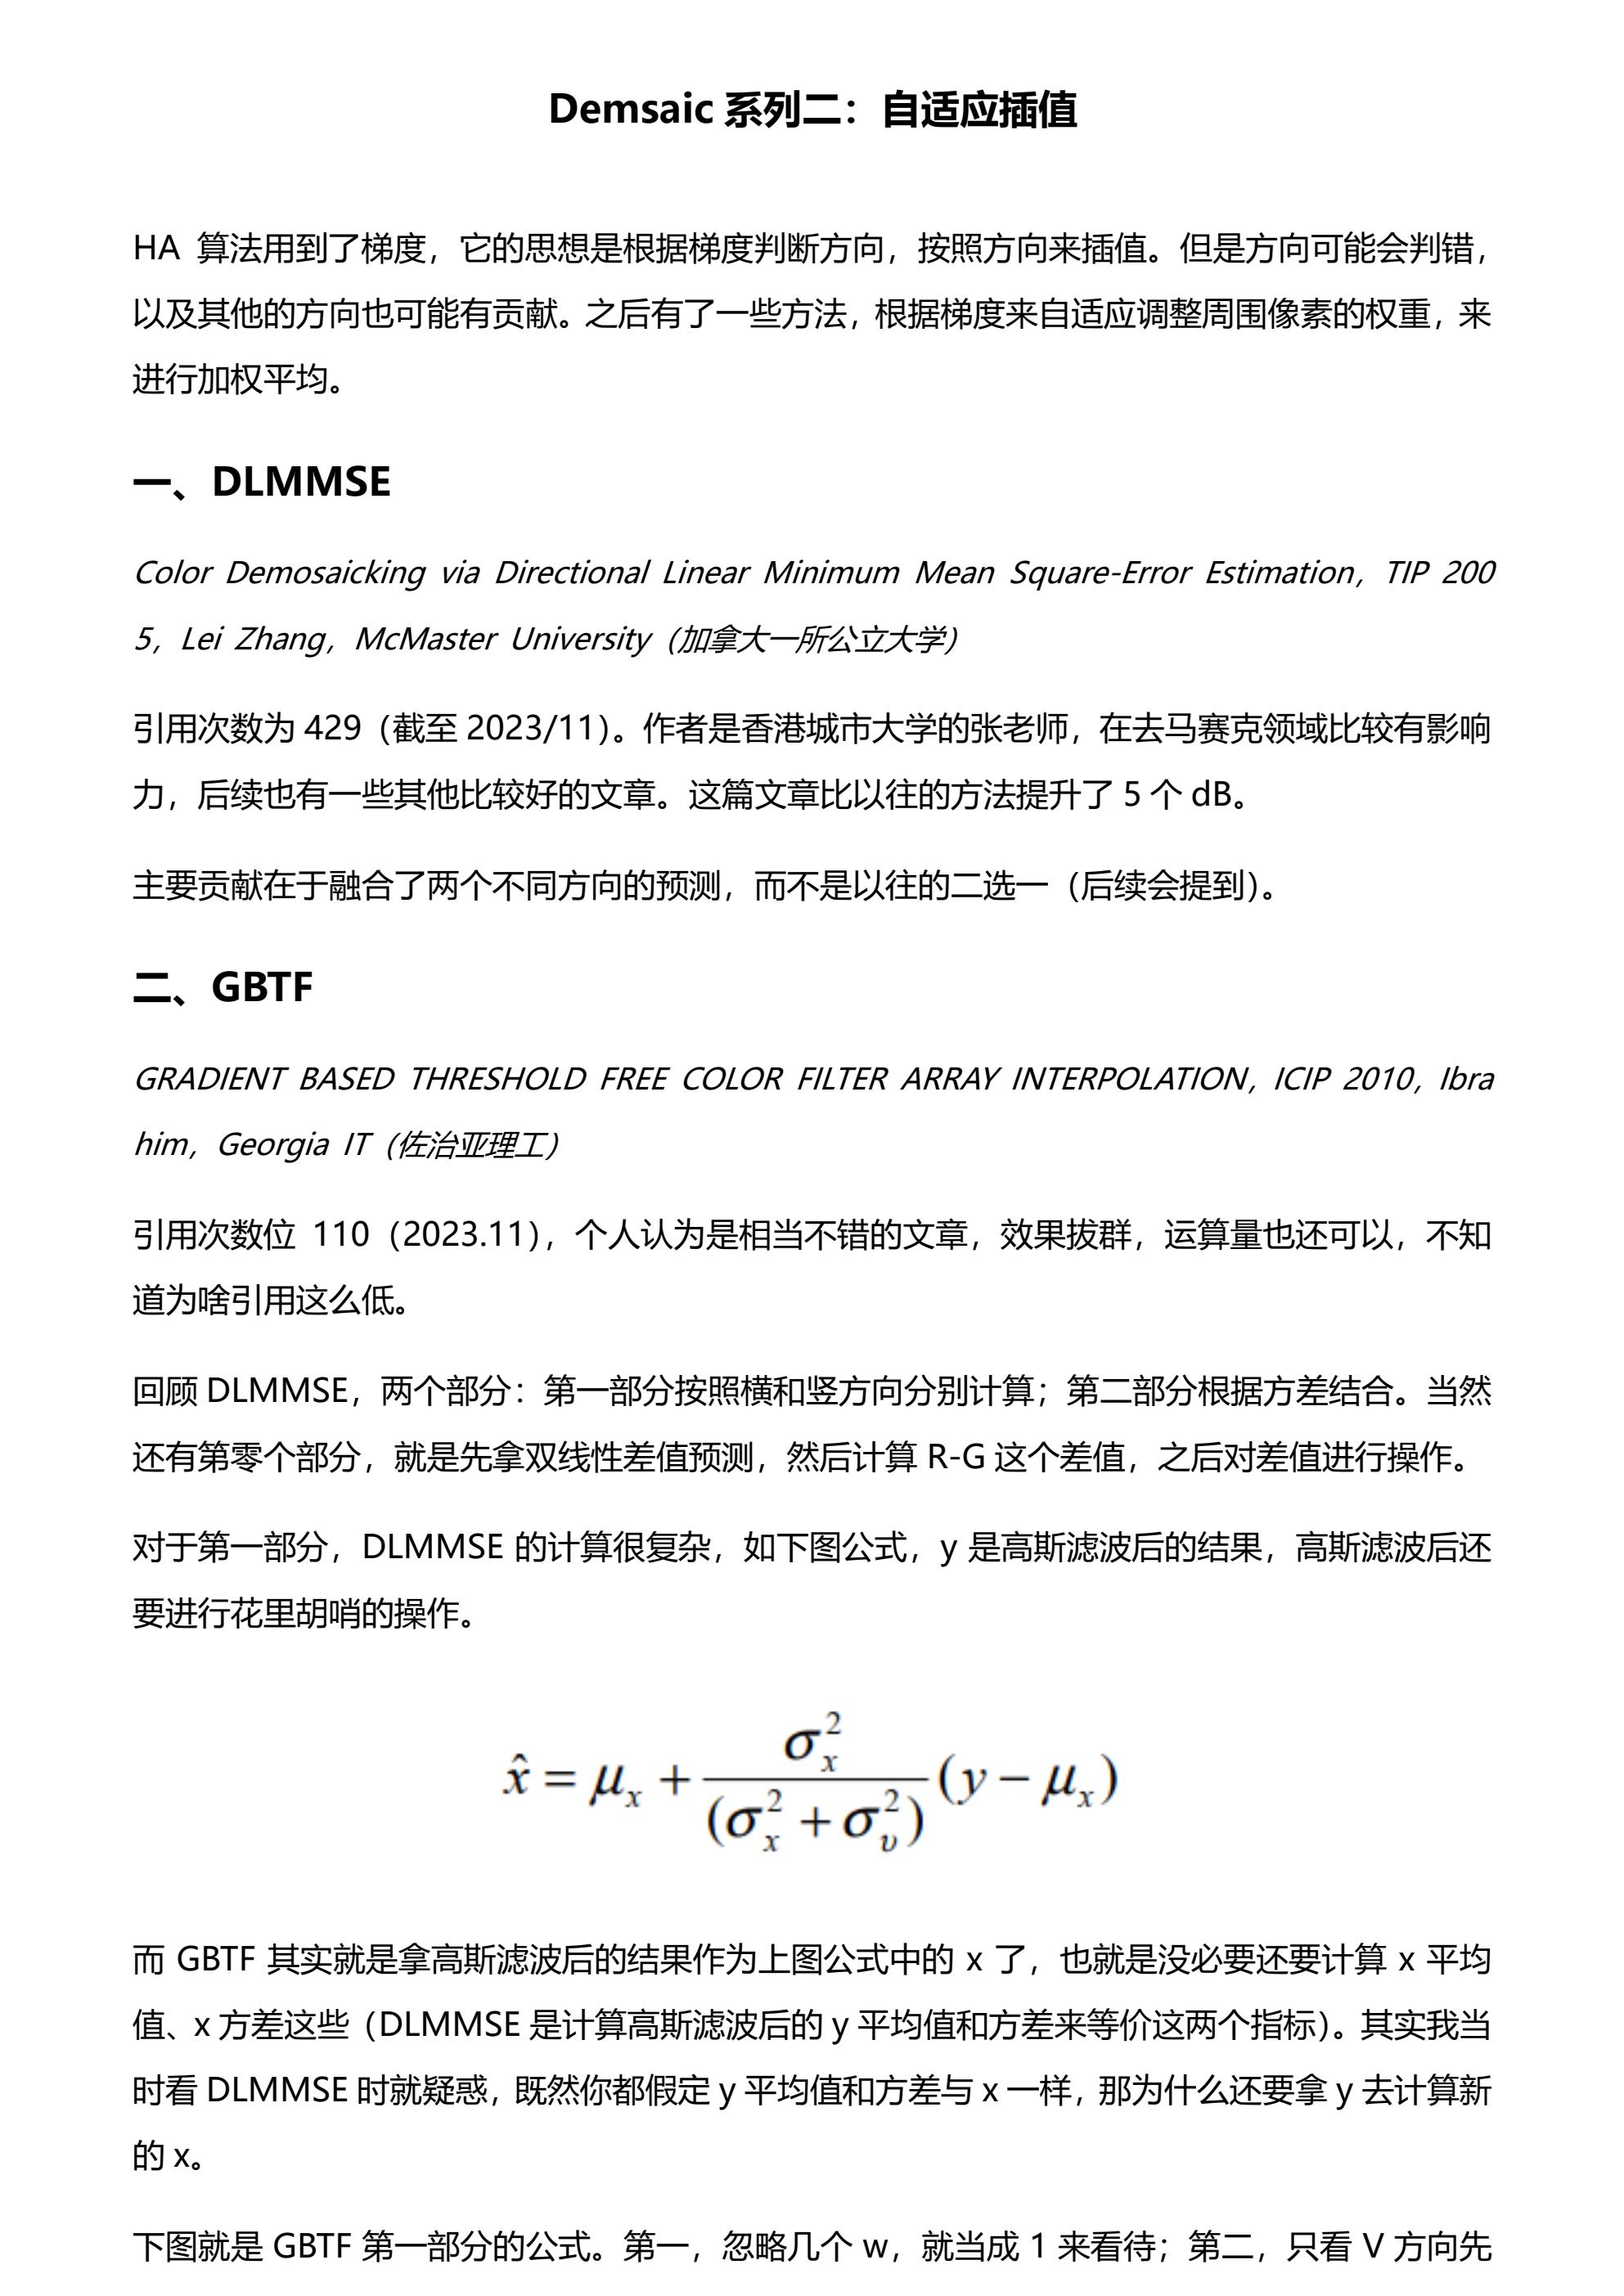 Demsaic 系列二：自适应插值
HA 算法用到了梯度，它的思想是根据梯度判断方向，按照方向来插值。但是方向可能会判错，
以及其他的方向也可能有贡献。之后有了一些方法，根据梯度来自适应调整周围像素的权重，来
进行加权平均。
一、DLMMSE
Color Demosaicking via Directional Linear Minimum Mean Square-Error Estimation，TIP 200
5，Lei Zhang，McMaster University（加拿大一所公立大学）
引用次数为 429（截至 2023/11）。作者是香港城市大学的张老师，在去马赛克领域比较有影响
力，后续也有一些其他比较好的文章。这篇文章比以往的方法提升了 5 个 dB。
主要贡献在于融合了两个不同方向的预测，而不是以往的二选一（后续会提到）。
二、GBTF
GRADIENT BASED THRESHOLD FREE COLOR FILTER ARRAY INTERPOLATION，ICIP 2010，Ibra
him，Georgia IT（佐治亚理工）
引用次数位 110（2023.11），个人认为是相当不错的文章，效果拔群，运算量也还可以，不知
道为啥引用这么低。
回顾 DLMMSE，两个部分：第一部分按照横和竖方向分别计算；第二部分根据方差结合。当然
还有第零个部分，就是先拿双线性差值预测，然后计算 R-G 这个差值，之后对差值进行操作。
对于第一部分，DLMMSE 的计算很复杂，如下图公式，y 是高斯滤波后的结果，高斯滤波后还
要进行花里胡哨的操作。
x̂ = μ_x + σ_x^2 / (σ_x^2 + σ_υ^2) (y − μ_x)
而 GBTF 其实就是拿高斯滤波后的结果作为上图公式中的 x 了，也就是没必要还要计算 x 平均
值、x 方差这些（DLMMSE 是计算高斯滤波后的 y 平均值和方差来等价这两个指标）。其实我当
时看 DLMMSE 时就疑惑，既然你都假定 y 平均值和方差与 x 一样，那为什么还要拿 y 去计算新
的 x。
下图就是 GBTF 第一部分的公式。第一，忽略几个 w，就当成 1 来看待；第二，只看 V 方向先